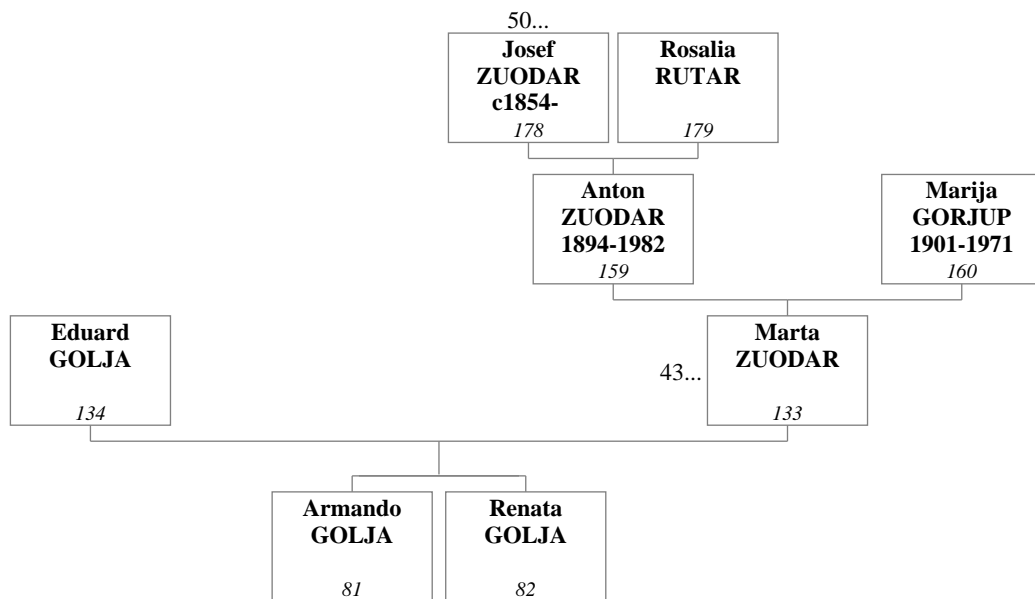 50...
Josef
ZUODAR
c1854-
178
Rosalia
RUTAR
179
Anton
ZUODAR
1894-1982
159
Marija
GORJUP
1901-1971
160
Eduard
GOLJA
134
43...
Marta
ZUODAR
133
Armando
GOLJA
81
Renata
GOLJA
82